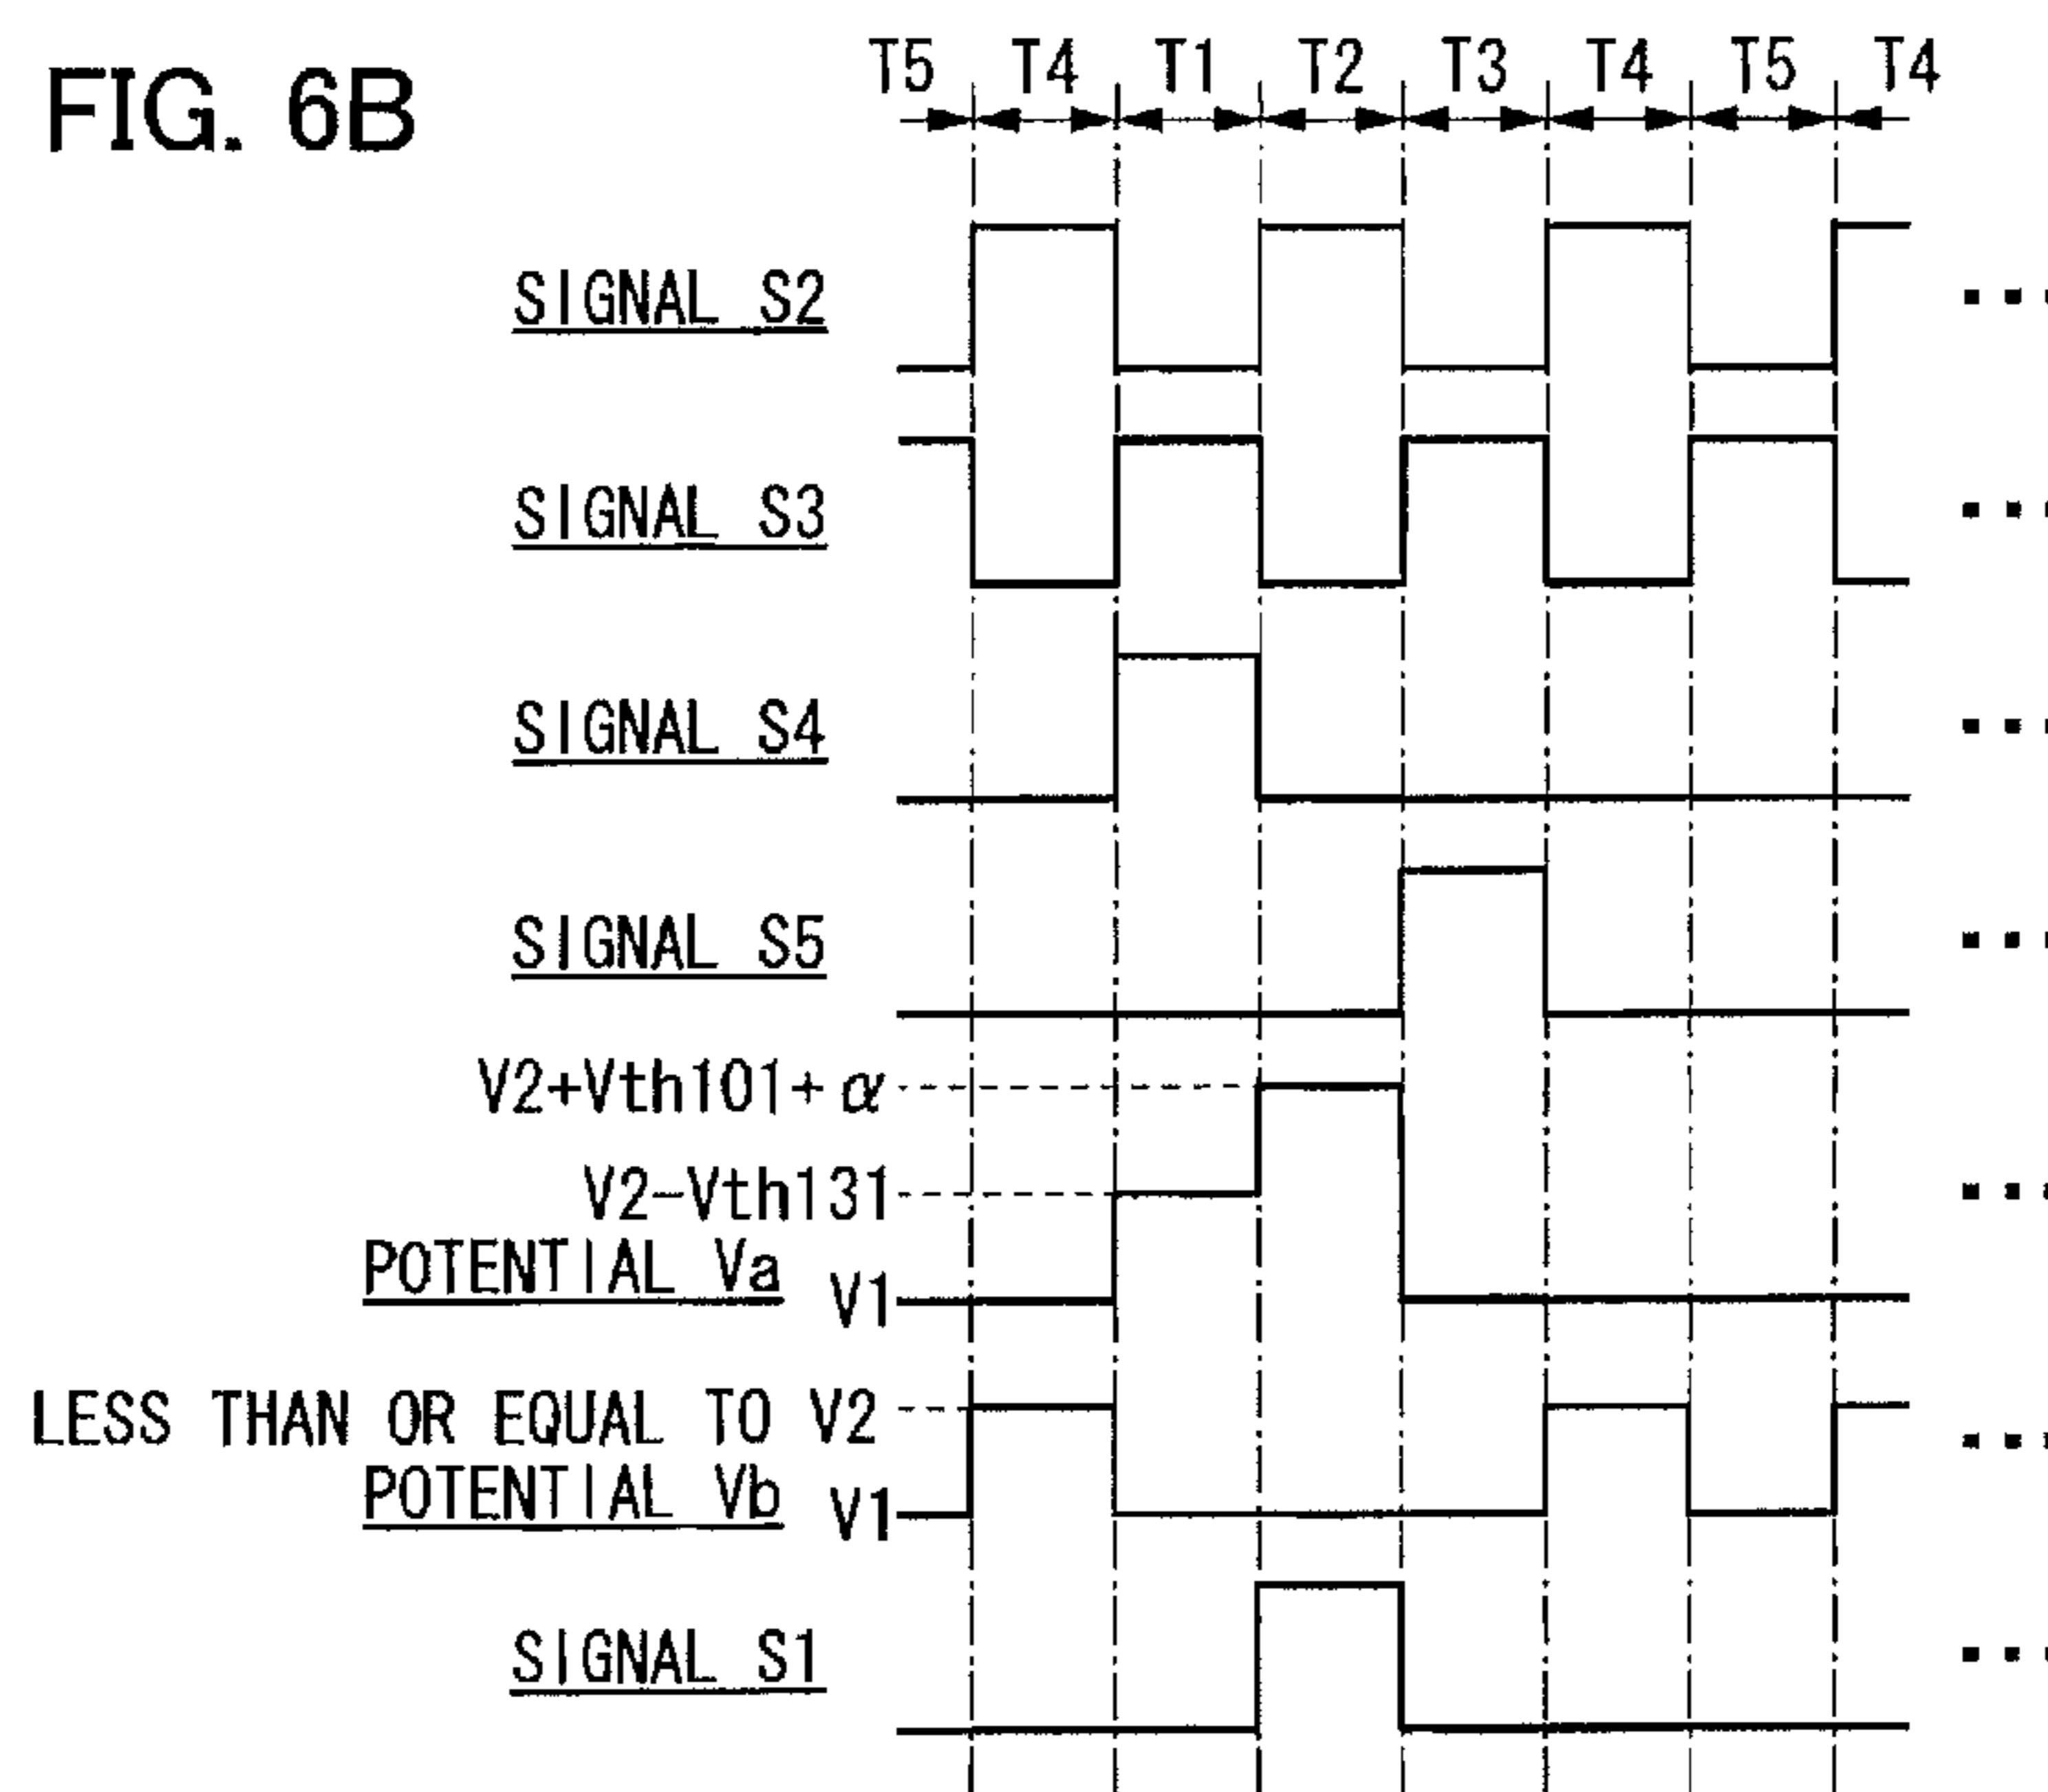 FIG. 6B
T5 T4 T1 T2 T3 T4 T5 T4
SIGNAL S2
SIGNAL S3
SIGNAL S4
SIGNAL S5
V2+Vth101+α
V2-Vth131
POTENTIAL Va V1
LESS THAN OR EQUAL TO V2
POTENTIAL Vb V1
SIGNAL S1